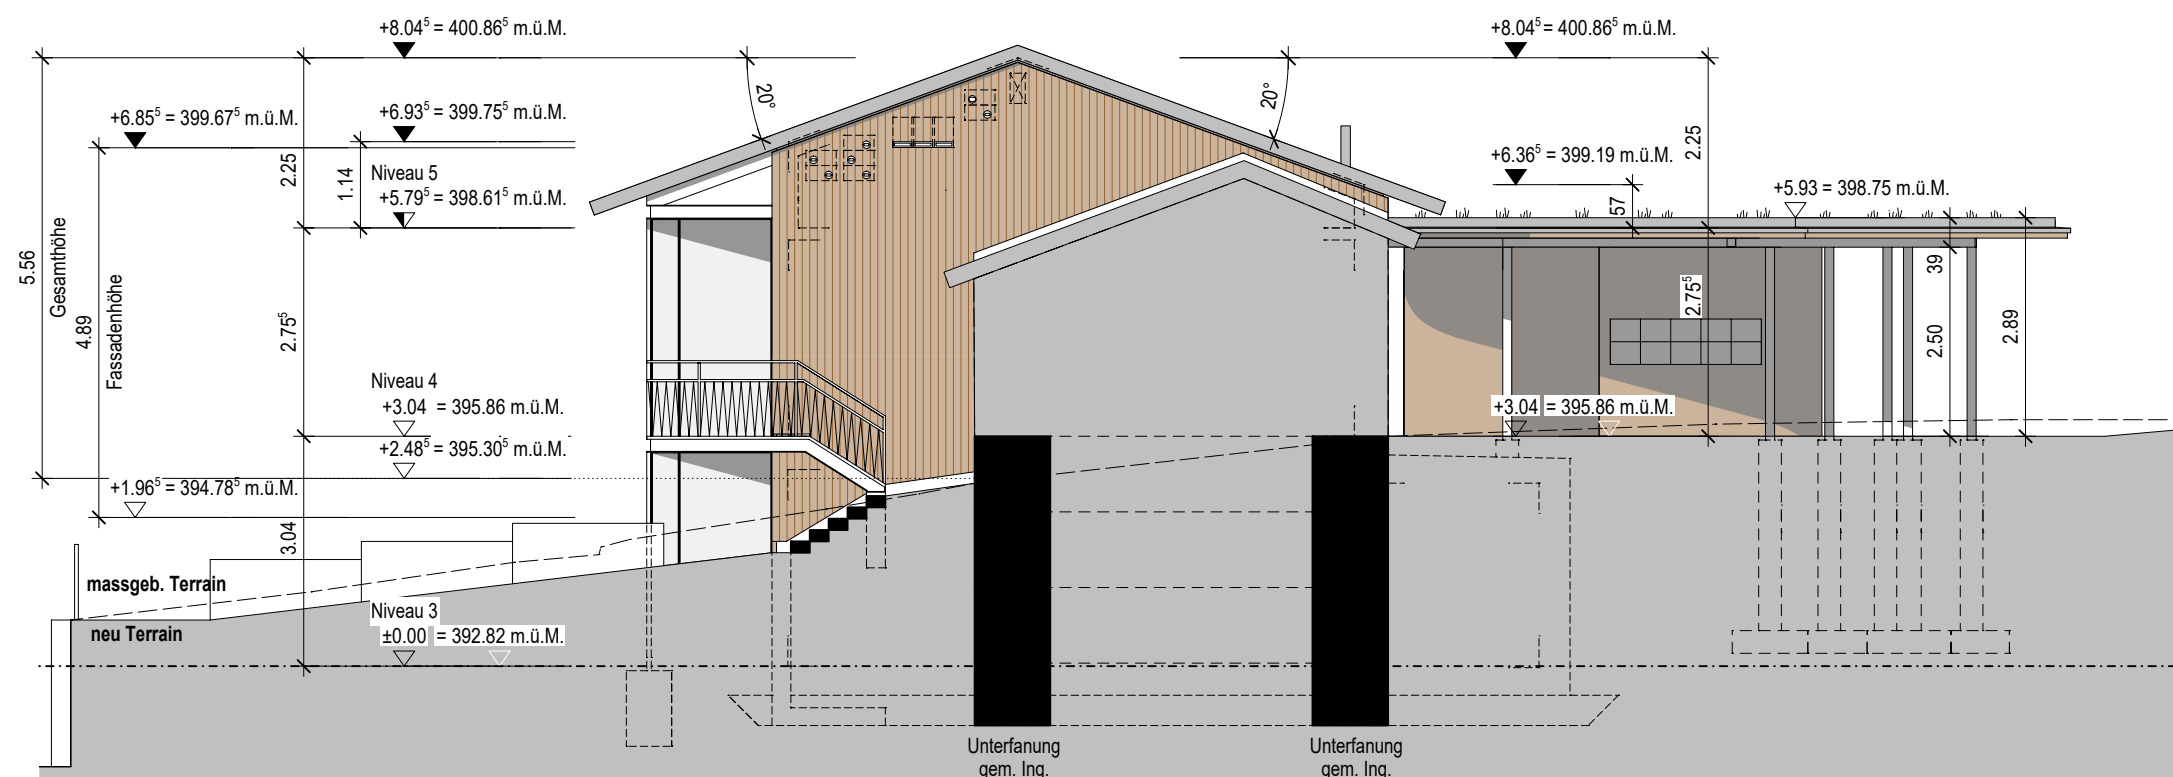 +8.04⁵ = 400.86⁵ m.ü.M.
+8.04⁵ = 400.86⁵ m.ü.M.
20°
20°
+6.85⁵ = 399.67⁵ m.ü.M.
+6.93⁵ = 399.75⁵ m.ü.M.
2.25
1.14
Niveau 5
+5.79⁵ = 398.61⁵ m.ü.M.
2.25
+6.36⁵ = 399.19 m.ü.M.
57
+5.93 = 398.75 m.ü.M.
5.56
Gesamthöhe
4.89
Fassadenhöhe
2.75⁵
2.75⁵
39
2.50
2.89
Niveau 4
+3.04 = 395.86 m.ü.M.
+3.04 = 395.86 m.ü.M.
+2.48⁵ = 395.30⁵ m.ü.M.
+1.96⁵ = 394.78⁵ m.ü.M.
3.04
massgeb. Terrain
neu Terrain
Niveau 3
±0.00 = 392.82 m.ü.M.
Unterfanung
gem. Ing.
Unterfanung
gem. Ing.